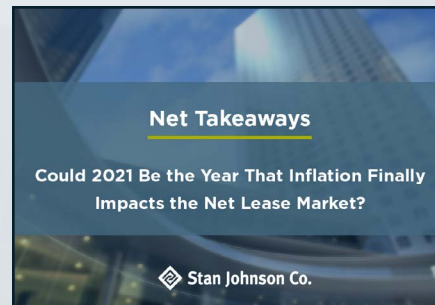 Net Takeaways
Could 2021 Be the Year That Inflation Finally
Impacts the Net Lease Market?
Stan Johnson Co.